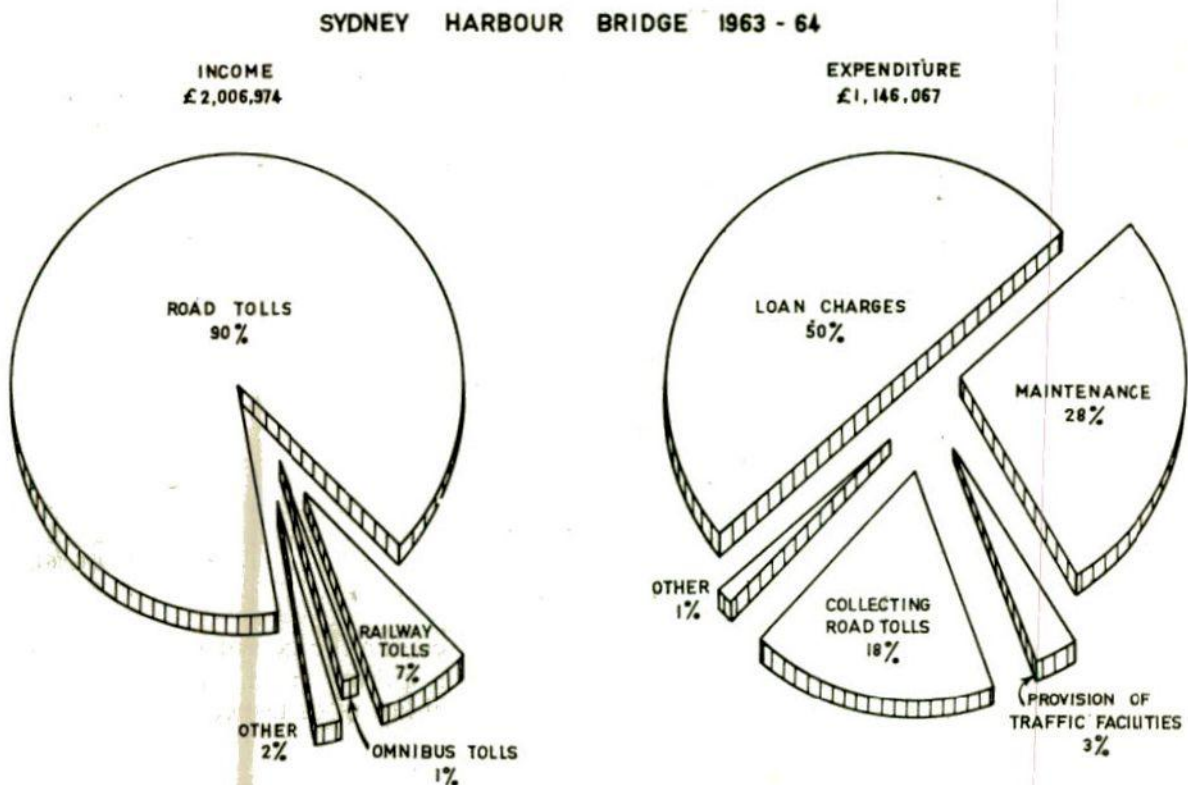 SYDNEY HARBOUR BRIDGE 1963 - 64
INCOME
£2,006,974
ROAD TOLLS
90%
RAILWAY
TOLLS
7%
OTHER
2%
OMNIBUS TOLLS
1%
EXPENDITURE
£1,146,067
LOAN CHARGES
50%
MAINTENANCE
28%
OTHER
1%
COLLECTING
ROAD TOLLS
18%
PROVISION OF
TRAFFIC FACILITIES
3%